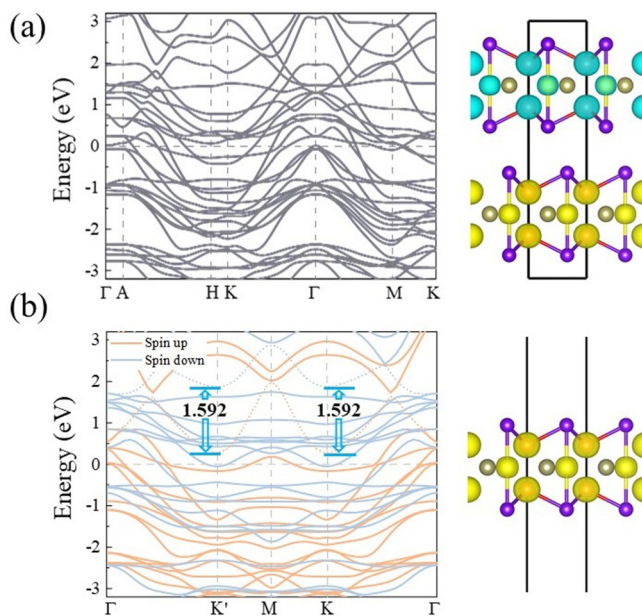 (a)
Energy (eV)
3
2
1
0
-1
-2
-3
Γ A H K Γ M K
(b)
Energy (eV)
3
2
1
0
-1
-2
-3
Spin up
Spin down
1.592 1.592
Γ K' M K Γ